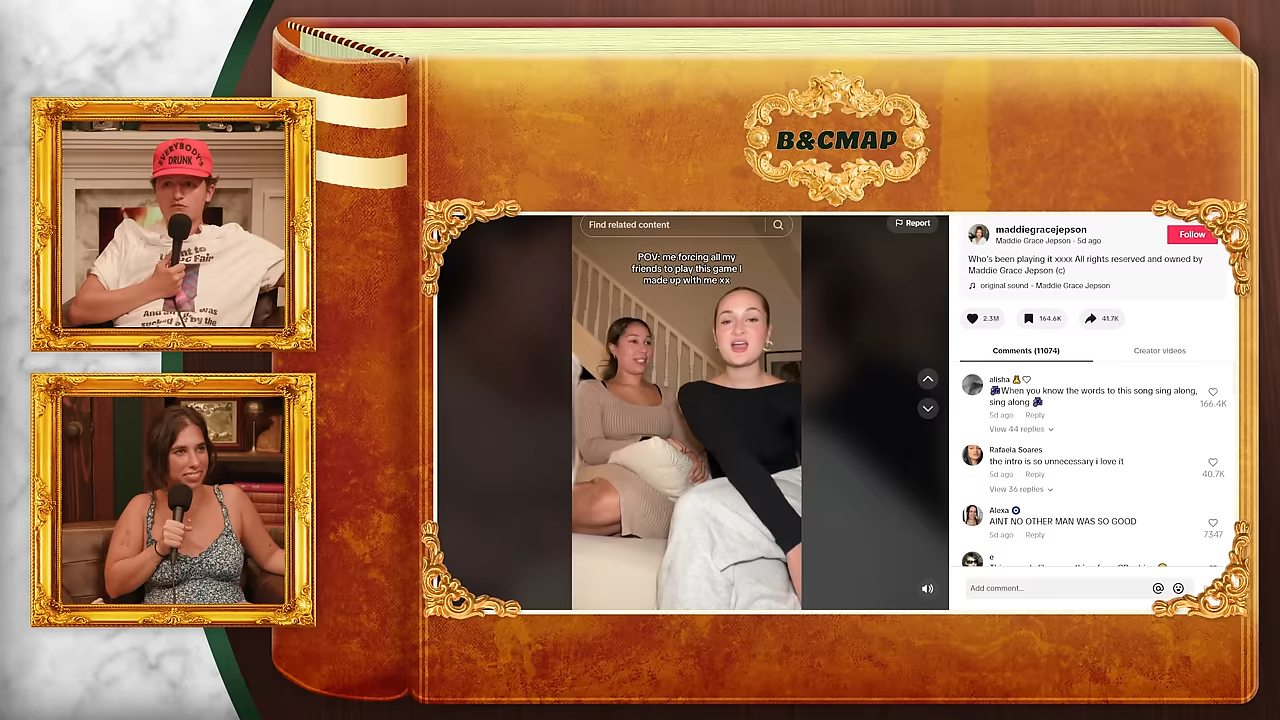 B&CMAP
EVERYBODY'S
DRUNK
Find related content
Report
POV: me forcing all my
friends to play this game I
made up with me xx
maddiegracejepson
Maddie Grace Jepson · 5d ago
Follow
Who's been playing it xxxx All rights reserved and owned by
Maddie Grace Jepson (c)
original sound - Maddie Grace Jepson
2.3M
164.6K
41.7K
Comments (11074)
Creator videos
alisha
When you know the words to this song sing along,
sing along
166.4K
5d ago Reply
View 44 replies
Rafaela Soares
the intro is so unnecessary i love it
40.7K
5d ago Reply
View 36 replies
Alexa
AINT NO OTHER MAN WAS SO GOOD
7347
5d ago Reply
e
Add comment...